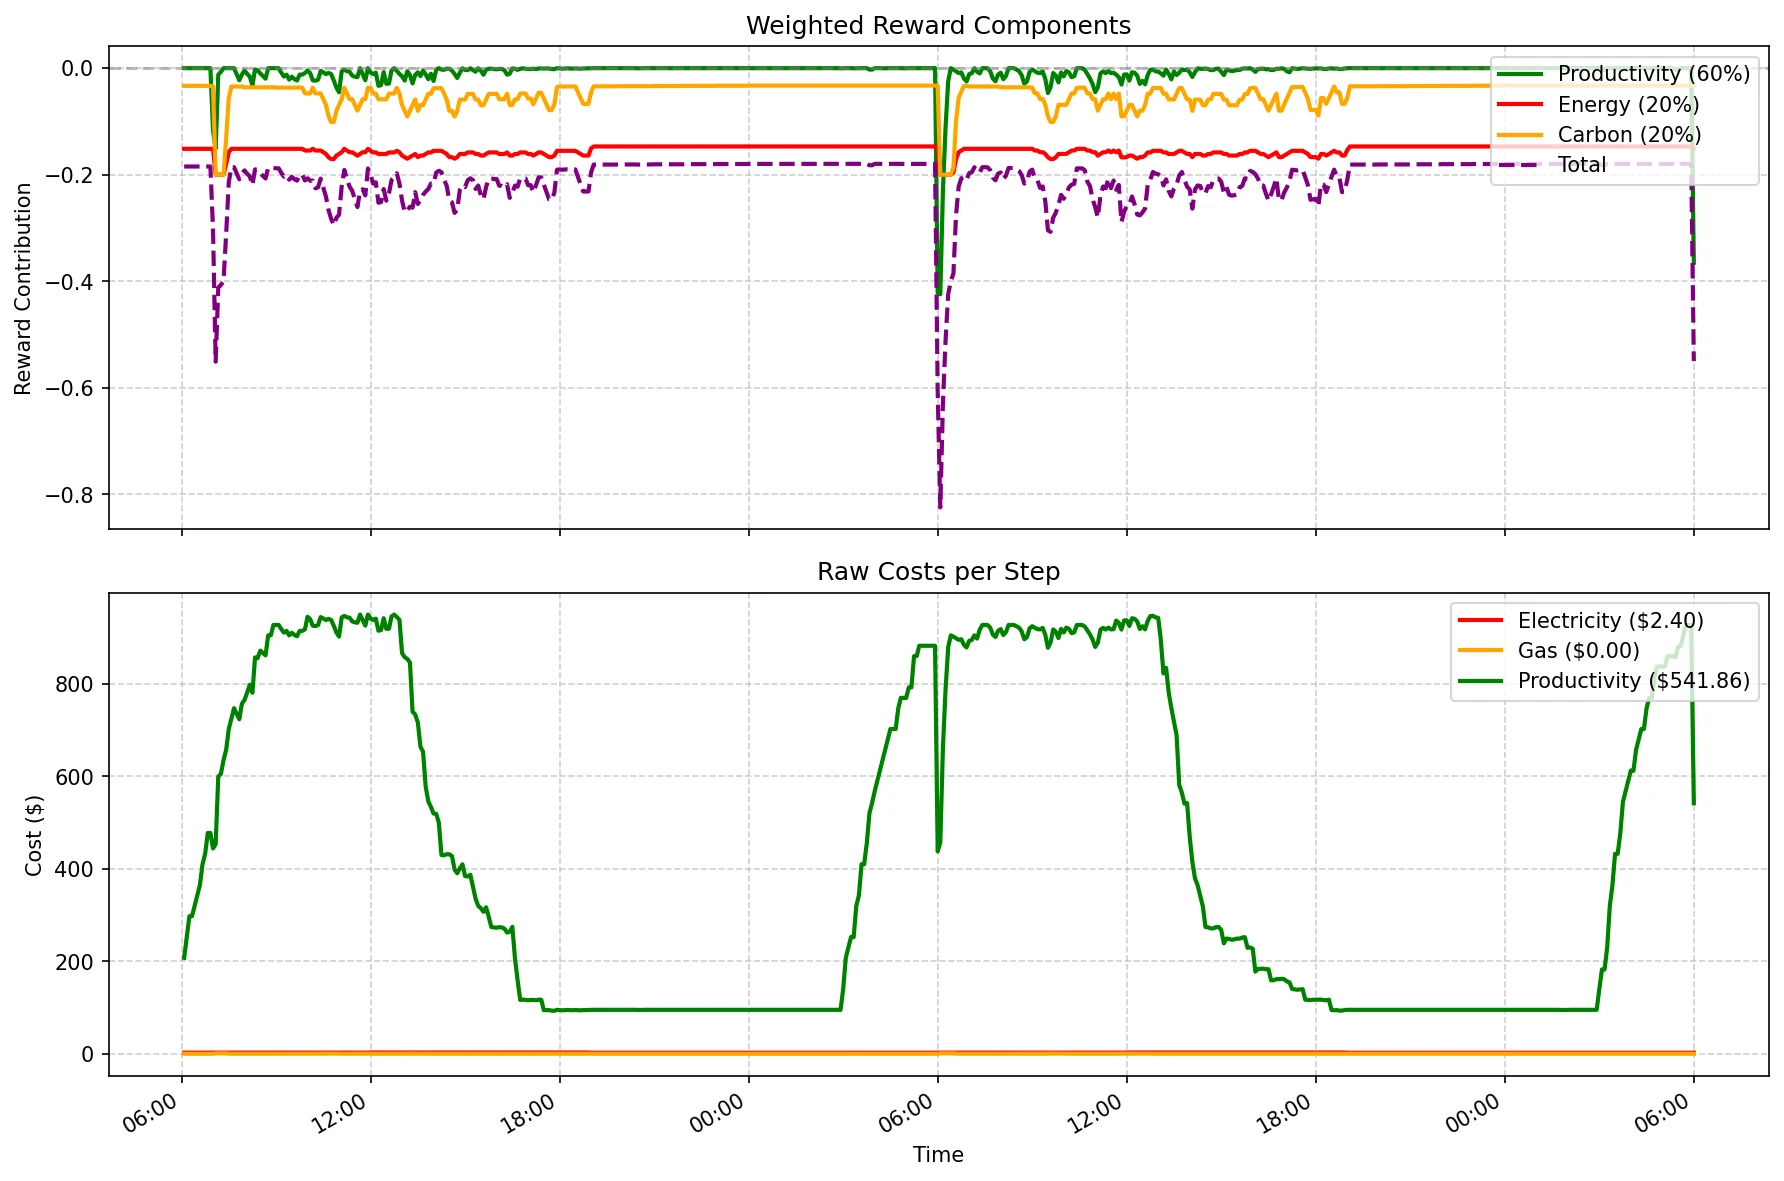 Weighted Reward Components
0.0
−0.2
−0.4
−0.6
−0.8
Reward Contribution
Productivity (60%)
Energy (20%)
Carbon (20%)
Total
Raw Costs per Step
800
600
400
200
0
Cost ($)
Electricity ($2.40)
Gas ($0.00)
Productivity ($541.86)
06:00
12:00
18:00
00:00
06:00
12:00
18:00
00:00
06:00
Time